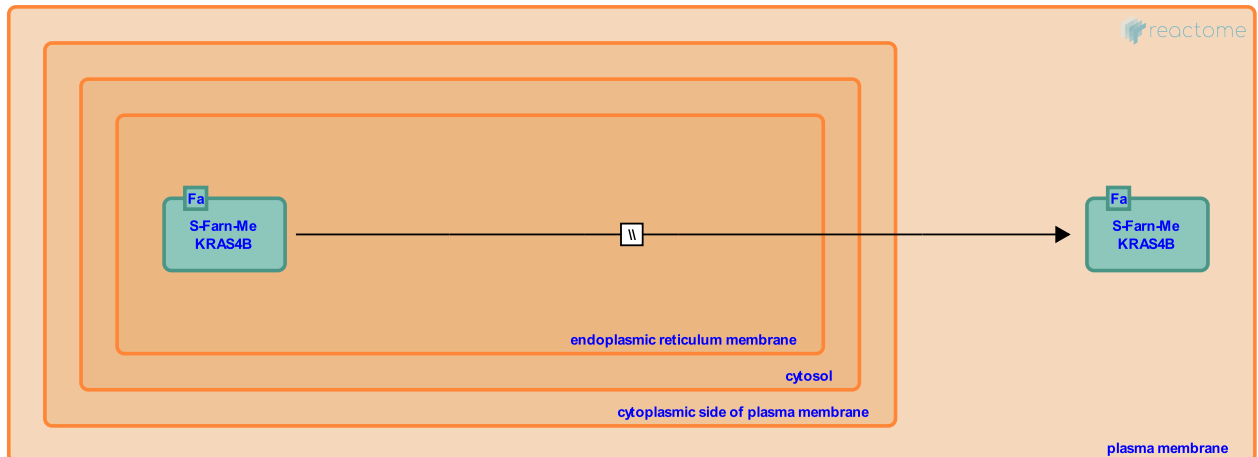 reactome
Fa
S-Farn-Me
KRAS4B
\\
Fa
S-Farn-Me
KRAS4B
endoplasmic reticulum membrane
cytosol
cytoplasmic side of plasma membrane
plasma membrane